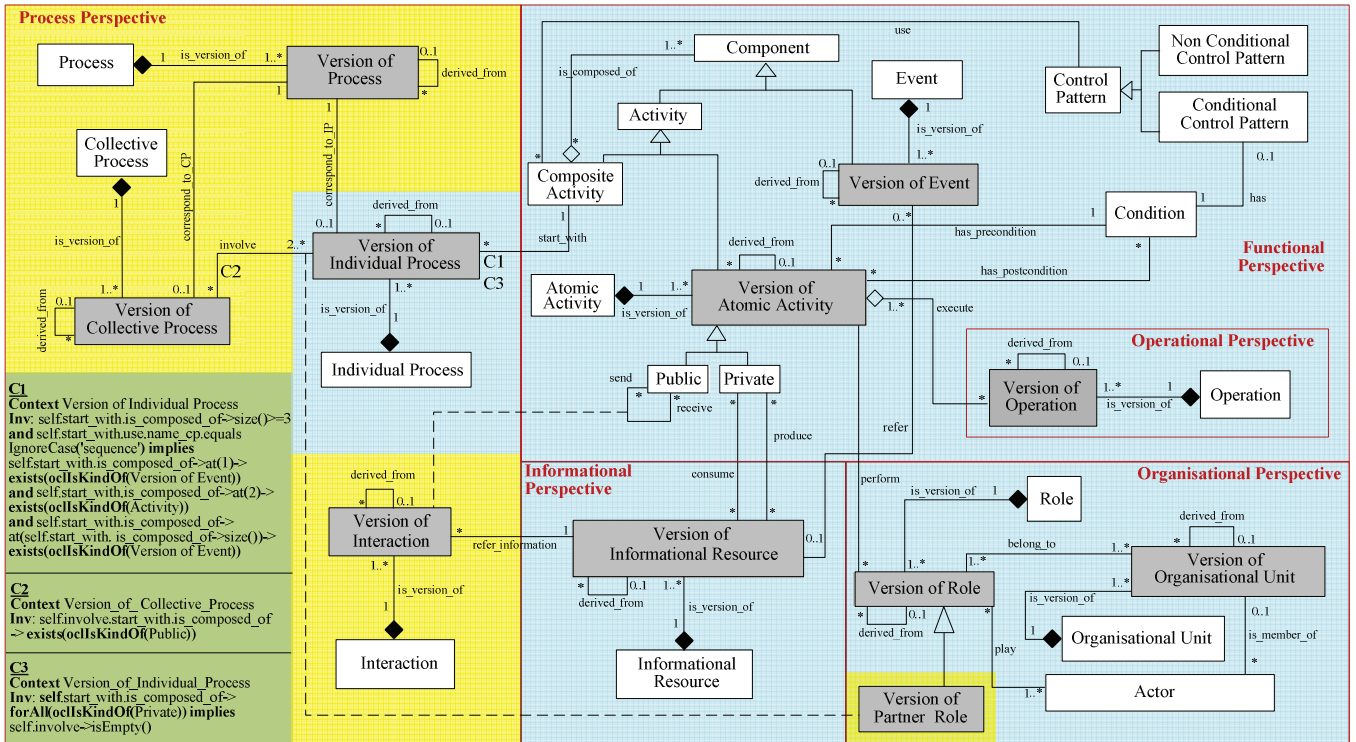 Process Perspective
Process
1
is_version_of
1..*
Version of
Process
0..1
derived_from
*
1
1
correspond_to_CP
correspond_to_IP
Collective
Process
1
is_version_of
1..*
0..1
involve
2..*
C2
*
0..1
derived_from
*
Version of
Collective Process
derived_from
0..1
*
0..1
Version of
Individual Process
*
C1
C3
start_with
1
1..*
is_version_of
1
Individual Process
use
Component
1..*
is_composed_of
Activity
*
*
Composite
Activity
Event
1
is_version_of
1..*
0..1
derived_from
*
Version of Event
0..*
Control
Pattern
Non Conditional
Control Pattern
Conditional
Control Pattern
0..1
has
1
Condition
1
*
has_precondition
*
has_postcondition
*
Functional
Perspective
derived_from
*
0..1
Version of
Atomic Activity
Atomic
Activity
1
1..*
is_version_of
1..*
execute
*
Public
Private
send
*
*
receive
*
*
produce
consume
*
*
refer
perform
Operational Perspective
derived_from
*
0..1
Version of
Operation
1..*
1
is_version_of
Operation
C1
Context Version of Individual Process
Inv: self.start_with.is_composed_of->size()>=3
and self.start_with.use.name_cp.equals
IgnoreCase('sequence') implies
self.start_with.is_composed_of->at(1)->
exists(oclIsKindOf(Version of Event))
and self.start_with.is_composed_of->at(2)->
exists(oclIsKindOf(Activity)
and self.start_with.is_composed_of->
at(self.start_with. is_composed_of->size())->
exists(oclIsKindOf(Version of Event))
C2
Context Version_of_ Collective_Process
Inv: self.involve.start_with.is_composed_of
-> exists(oclIsKindOf(Public))
C3
Context Version_of_Individual_Process
Inv: self.start_with.is_composed_of->
forAll(oclIsKindOf(Private)) implies
self.involve->isEmpty()
derived_from
*
0..1
Version of
Interaction
*
refer_information
1
1..*
is_version_of
1
Interaction
Informational
Perspective
Version of
Informational Resource
0..1
*
0..1
derived_from
1..*
is_version_of
1
Informational
Resource
Organisational Perspective
is_version_of
1
Role
*
1..*
1..*
belong_to
1..*
Version of Role
*
0..1
derived_from
*
play
1..*
derived_from
*
0..1
Version of
Organisational Unit
1..*
is_version_of
1
Organisational Unit
0..1
is_member_of
*
Actor
Version of
Partner Role